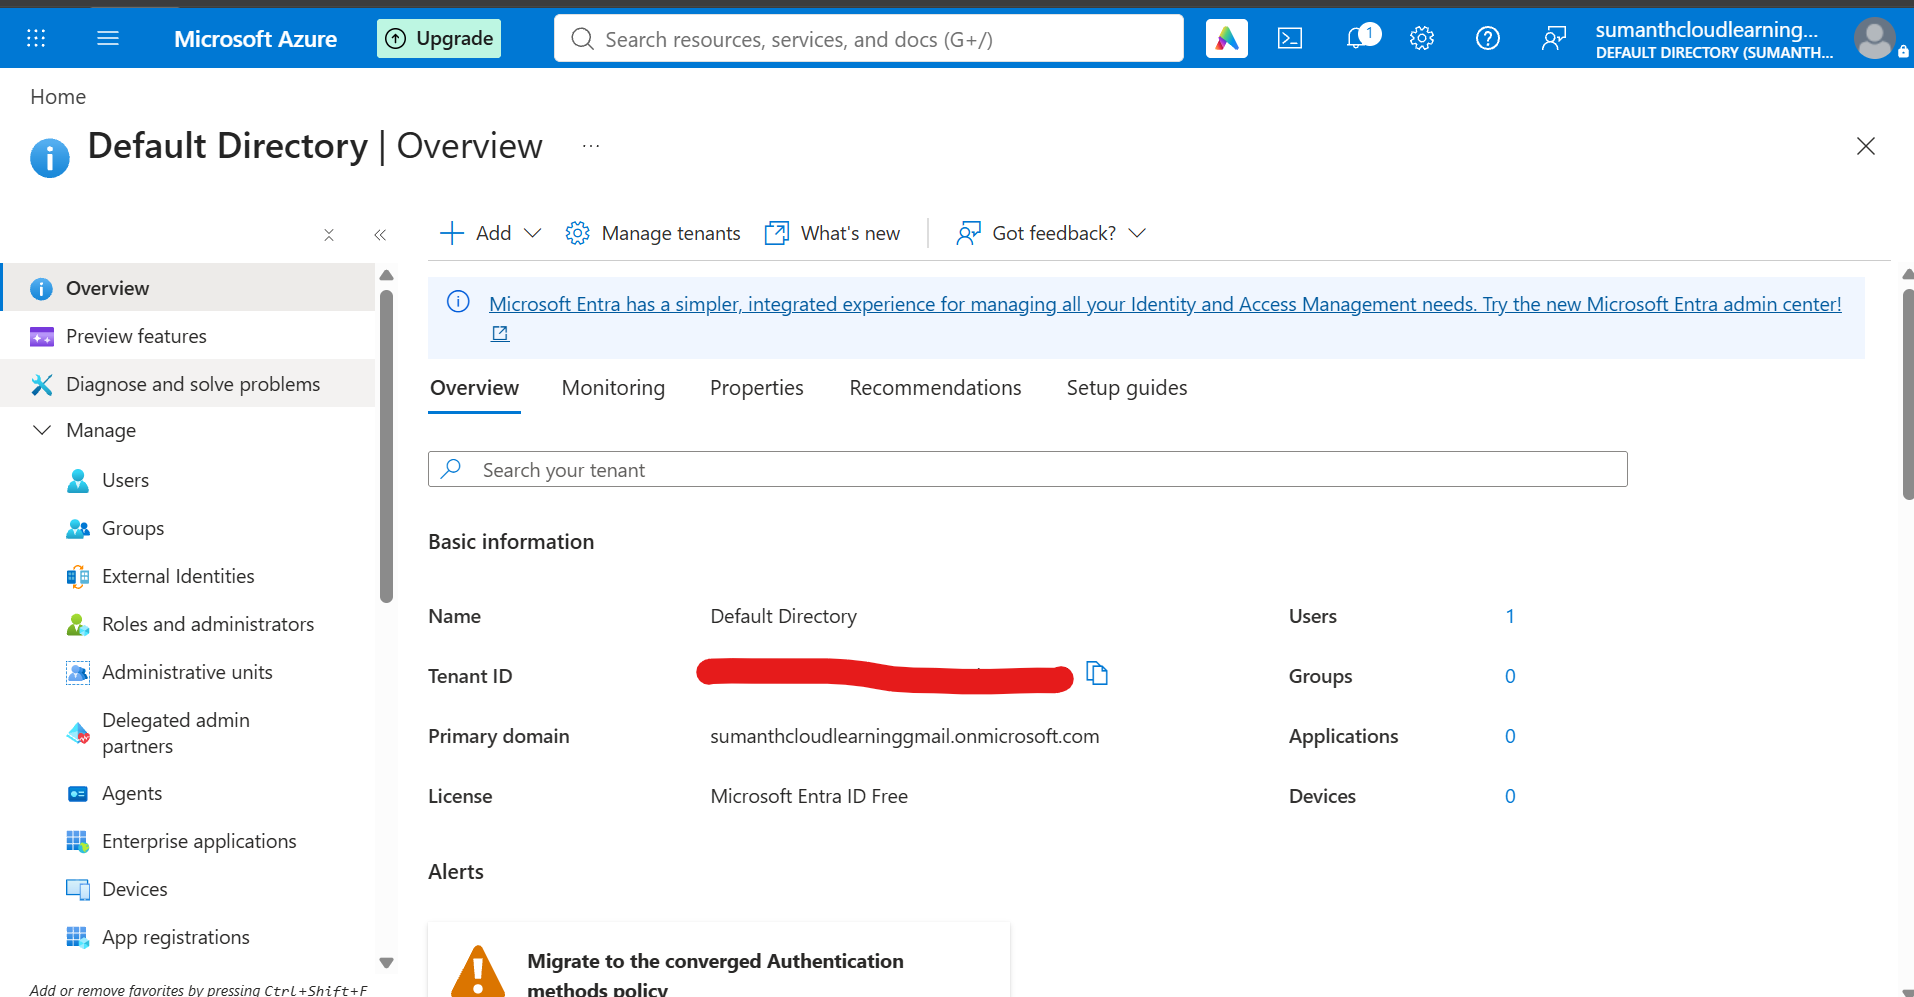 Microsoft Azure
Upgrade
Search resources, services, and docs (G+/)
1
sumanthcloudlearning...
DEFAULT DIRECTORY (SUMANTH...
Home
Default Directory | Overview
...
Add
Manage tenants
What's new
Got feedback?
Overview
Preview features
Diagnose and solve problems
Manage
Users
Groups
External Identities
Roles and administrators
Administrative units
Delegated admin
partners
Agents
Enterprise applications
Devices
App registrations
Add or remove favorites by pressing Ctrl+Shift+F
Microsoft Entra has a simpler, integrated experience for managing all your Identity and Access Management needs. Try the new Microsoft Entra admin center!
Overview Monitoring Properties Recommendations Setup guides
Search your tenant
Basic information
Name Default Directory Users 1
Tenant ID Groups 0
Primary domain sumanthcloudlearninggmail.onmicrosoft.com Applications 0
License Microsoft Entra ID Free Devices 0
Alerts
Migrate to the converged Authentication
methods policy